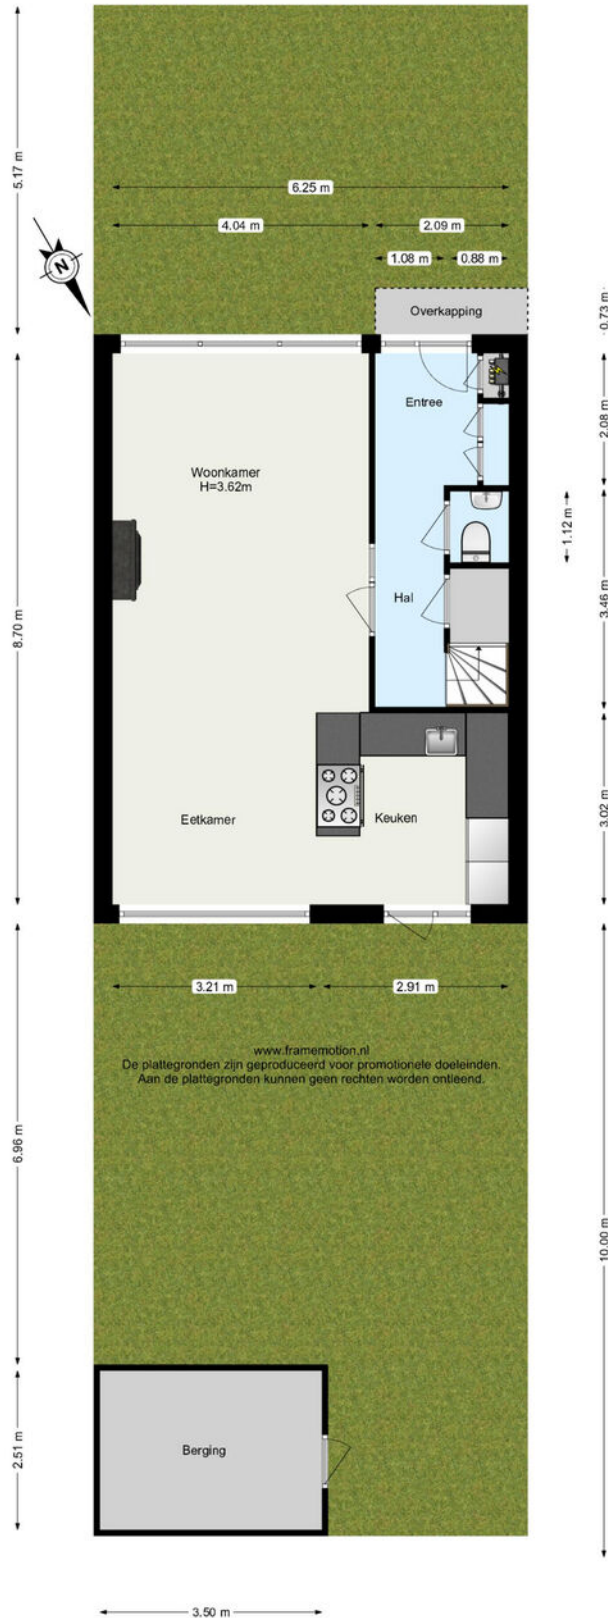 5.17 m
6.25 m
4.04 m
2.09 m
1.08 m
0.88 m
N
Overkapping
0.73 m
Entree
2.08 m
Woonkamer
H=3.62m
1.12 m
8.70 m
Hal
3.46 m
Eetkamer
Keuken
3.02 m
3.21 m
2.91 m
www.framemotion.nl
De plattegronden zijn geproduceerd voor promotionele doeleinden.
Aan de plattegronden kunnen geen rechten worden ontleend.
6.96 m
10.00 m
Berging
2.51 m
3.50 m